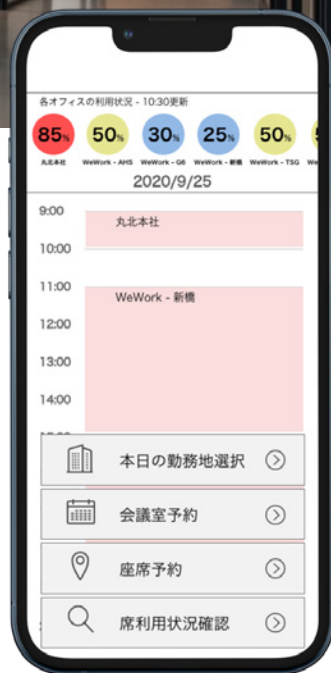 各オフィスの利用状況 - 10:30更新
85% 50% 30% 25% 50%
丸北本社 WeWork - AHS WeWork - G6 WeWork - 新橋 WeWork - TSG We
2020/9/25
9:00
丸北本社
10:00
11:00
WeWork - 新橋
12:00
13:00
14:00
本日の勤務地選択
会議室予約
座席予約
席利用状況確認